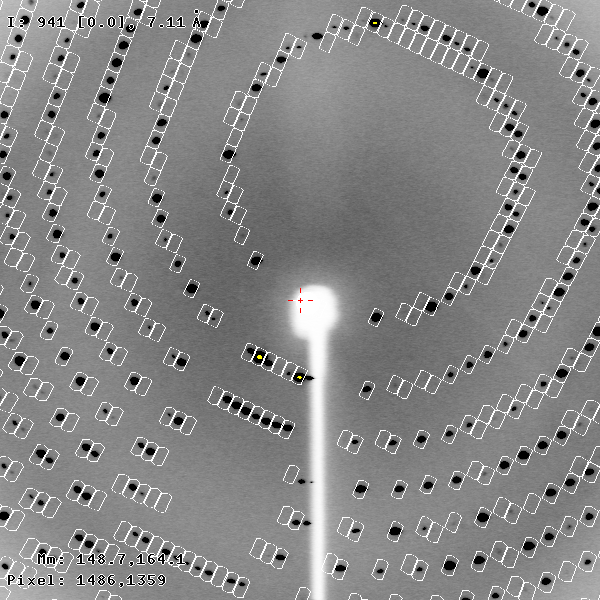 I: 941 [0.0], 7.11 Å
Mm: 148.7,164.1
Pixel: 1486,1359